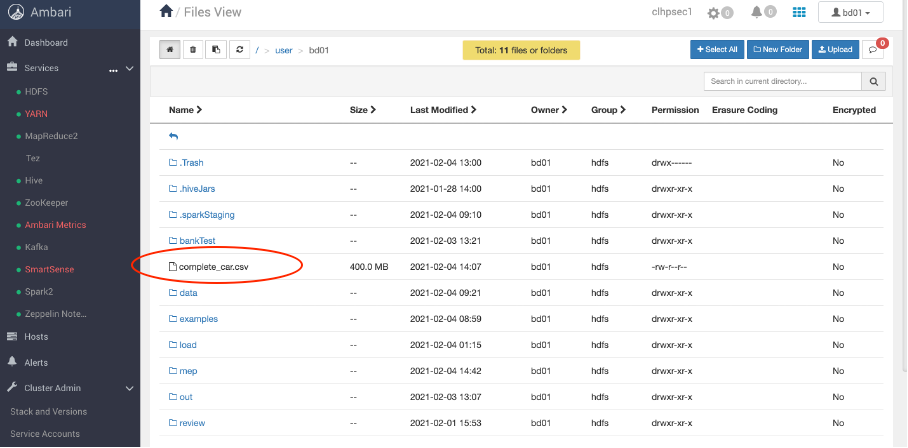 Ambari
/ Files View
clhpsec1
0
0
bd01
Dashboard
Services ...
HDFS
YARN
MapReduce2
Tez
Hive
ZooKeeper
Ambari Metrics
Kafka
SmartSense
Spark2
Zeppelin Note...
Hosts
Alerts
Cluster Admin
Stack and Versions
Service Accounts
/ > user > bd01
Total: 11 files or folders
+ Select All
New Folder
Upload
0
Search in current directory...
Name Size Last Modified Owner Group Permission Erasure Coding Encrypted
.Trash -- 2021-02-04 13:00 bd01 hdfs drwx------ No
.hiveJars -- 2021-01-28 14:00 bd01 hdfs drwxr-xr-x No
.sparkStaging -- 2021-02-04 09:10 bd01 hdfs drwxr-xr-x No
bankTest -- 2021-02-03 13:21 bd01 hdfs drwxr-xr-x No
complete_car.csv 400.0 MB 2021-02-04 14:07 bd01 hdfs -rw-r--r-- No
data -- 2021-02-04 09:21 bd01 hdfs drwxr-xr-x No
examples -- 2021-02-04 08:59 bd01 hdfs drwxr-xr-x No
load -- 2021-02-04 01:15 bd01 hdfs drwxr-xr-x No
mep -- 2021-02-04 14:42 bd01 hdfs drwxr-xr-x No
out -- 2021-02-03 13:07 bd01 hdfs drwxr-xr-x No
review -- 2021-02-01 15:53 bd01 hdfs drwxr-xr-x No